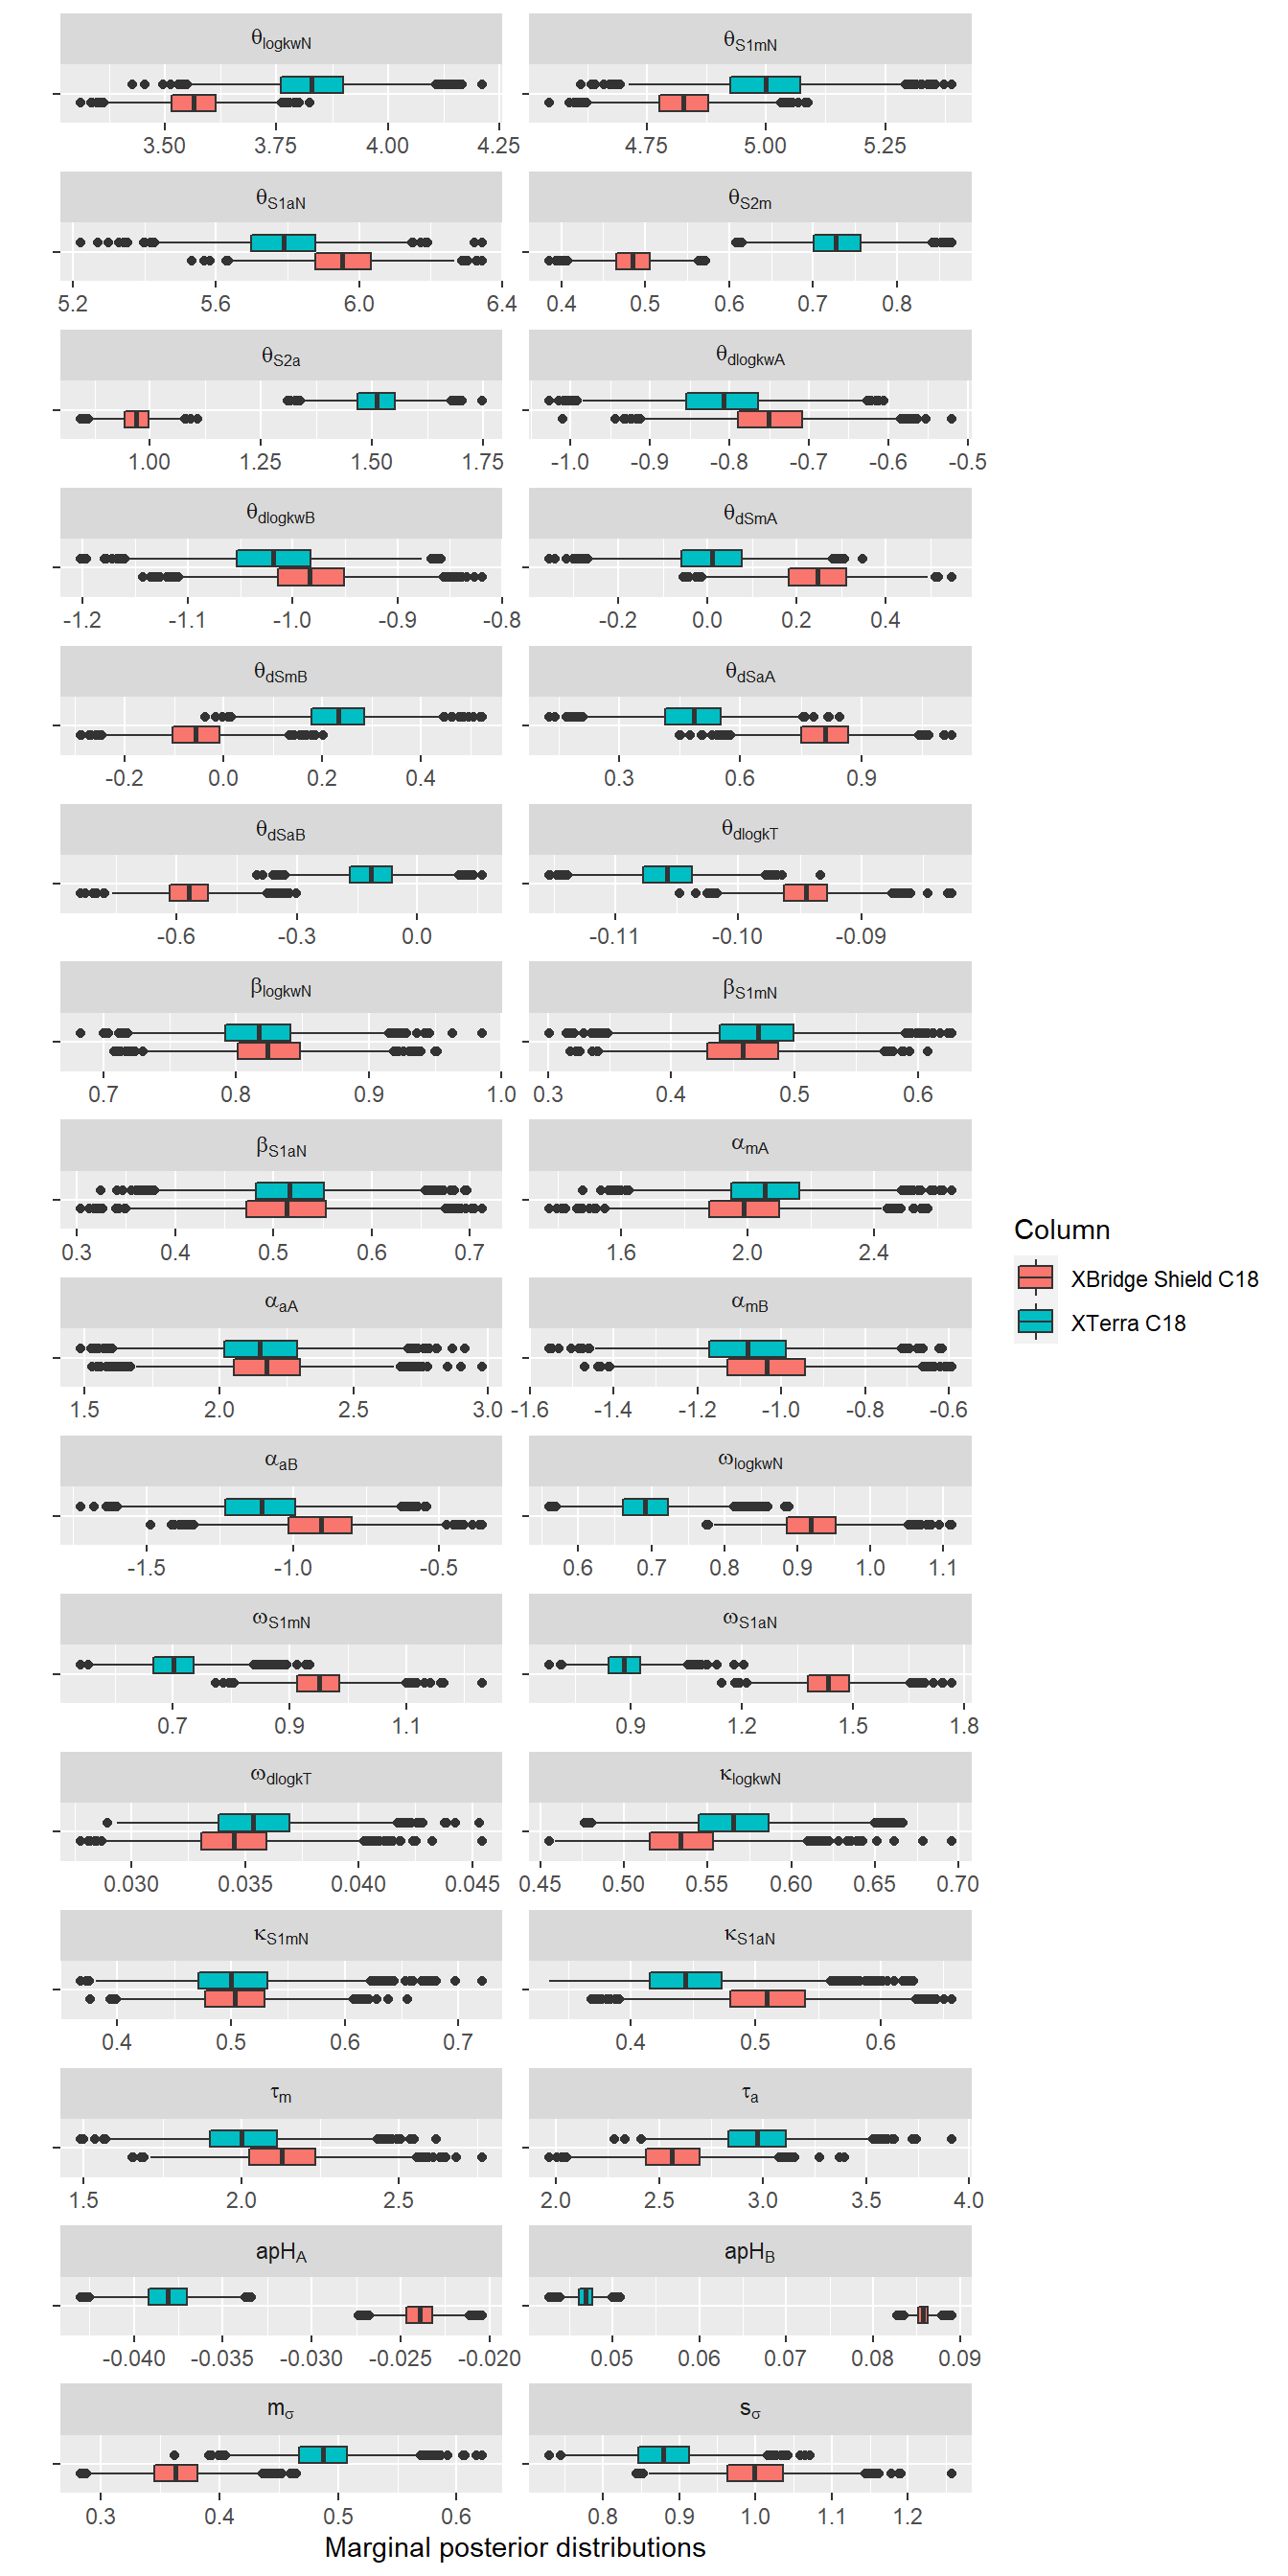 θlogkwN θS1mN
3.50 3.75 4.00 4.25 4.75 5.00 5.25
θS1aN θS2m
5.2 5.6 6.0 6.4 0.4 0.5 0.6 0.7 0.8
θS2a θdlogkwA
1.00 1.25 1.50 1.75 -1.0 -0.9 -0.8 -0.7 -0.6 -0.5
θdlogkwB θdSmA
-1.2 -1.1 -1.0 -0.9 -0.8 -0.2 0.0 0.2 0.4
θdSmB θdSaA
-0.2 0.0 0.2 0.4 0.3 0.6 0.9
θdSaB θdlogkT
-0.6 -0.3 0.0 -0.11 -0.10 -0.09
βlogkwN βS1mN
0.7 0.8 0.9 1.0 0.3 0.4 0.5 0.6
βS1aN αmA
0.3 0.4 0.5 0.6 0.7 1.6 2.0 2.4
Column
XBridge Shield C18
XTerra C18
αaA αmB
1.5 2.0 2.5 3.0 -1.6 -1.4 -1.2 -1.0 -0.8 -0.6
αaB ωlogkwN
-1.5 -1.0 -0.5 0.6 0.7 0.8 0.9 1.0 1.1
ωS1mN ωS1aN
0.7 0.9 1.1 0.9 1.2 1.5 1.8
ωdlogkT κlogkwN
0.030 0.035 0.040 0.045 0.45 0.50 0.55 0.60 0.65 0.70
κS1mN κS1aN
0.4 0.5 0.6 0.7 0.4 0.5 0.6
τm τa
1.5 2.0 2.5 2.0 2.5 3.0 3.5 4.0
apHA apHB
-0.040 -0.035 -0.030 -0.025 -0.020 0.05 0.06 0.07 0.08 0.09
mσ sσ
0.3 0.4 0.5 0.6 0.8 0.9 1.0 1.1 1.2
Marginal posterior distributions